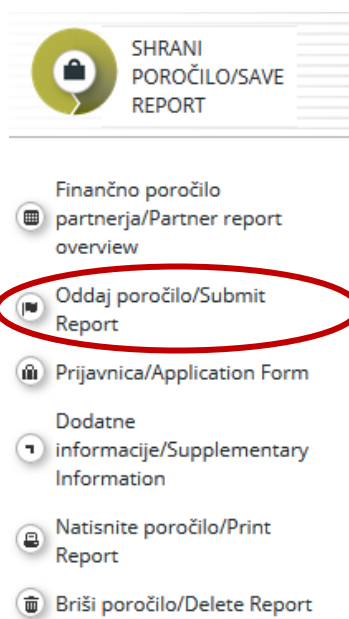 SHRANI
POROČILO/SAVE
REPORT
Finančno poročilo
partnerja/Partner report
overview
Oddaj poročilo/Submit
Report
Prijavnica/Application Form
Dodatne
informacije/Supplementary
Information
Natisnite poročilo/Print
Report
Briši poročilo/Delete Report